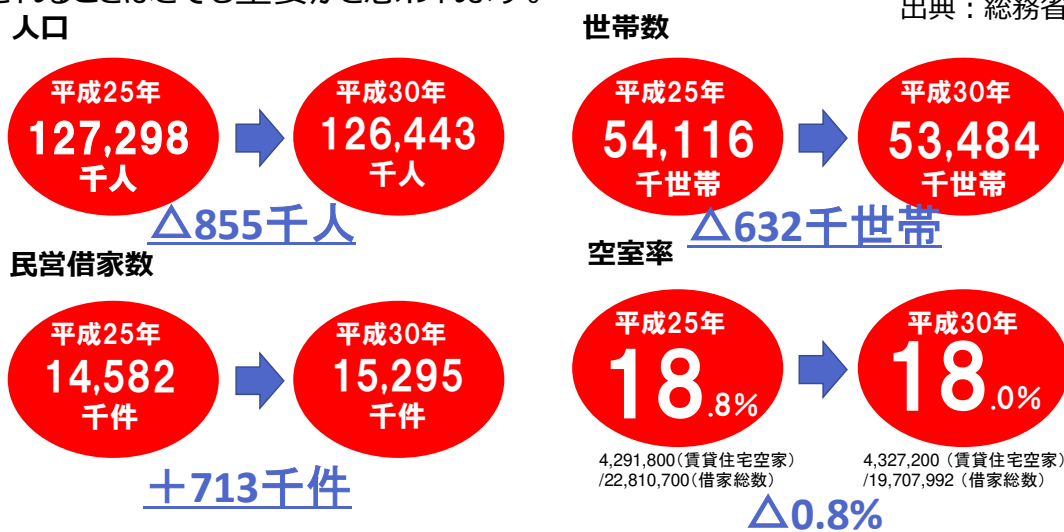 出典：総務省
人口
平成25年
127,298
千人
平成30年
126,443
千人
△855千人
世帯数
平成25年
54,116
千世帯
平成30年
53,484
千世帯
△632千世帯
民営借家数
平成25年
14,582
千件
平成30年
15,295
千件
＋713千件
空室率
平成25年
18.8%
4,291,800（賃貸住宅空家）
/22,810,700（借家総数）
平成30年
18.0%
4,327,200（賃貸住宅空家）
/19,707,992（借家総数）
△0.8%